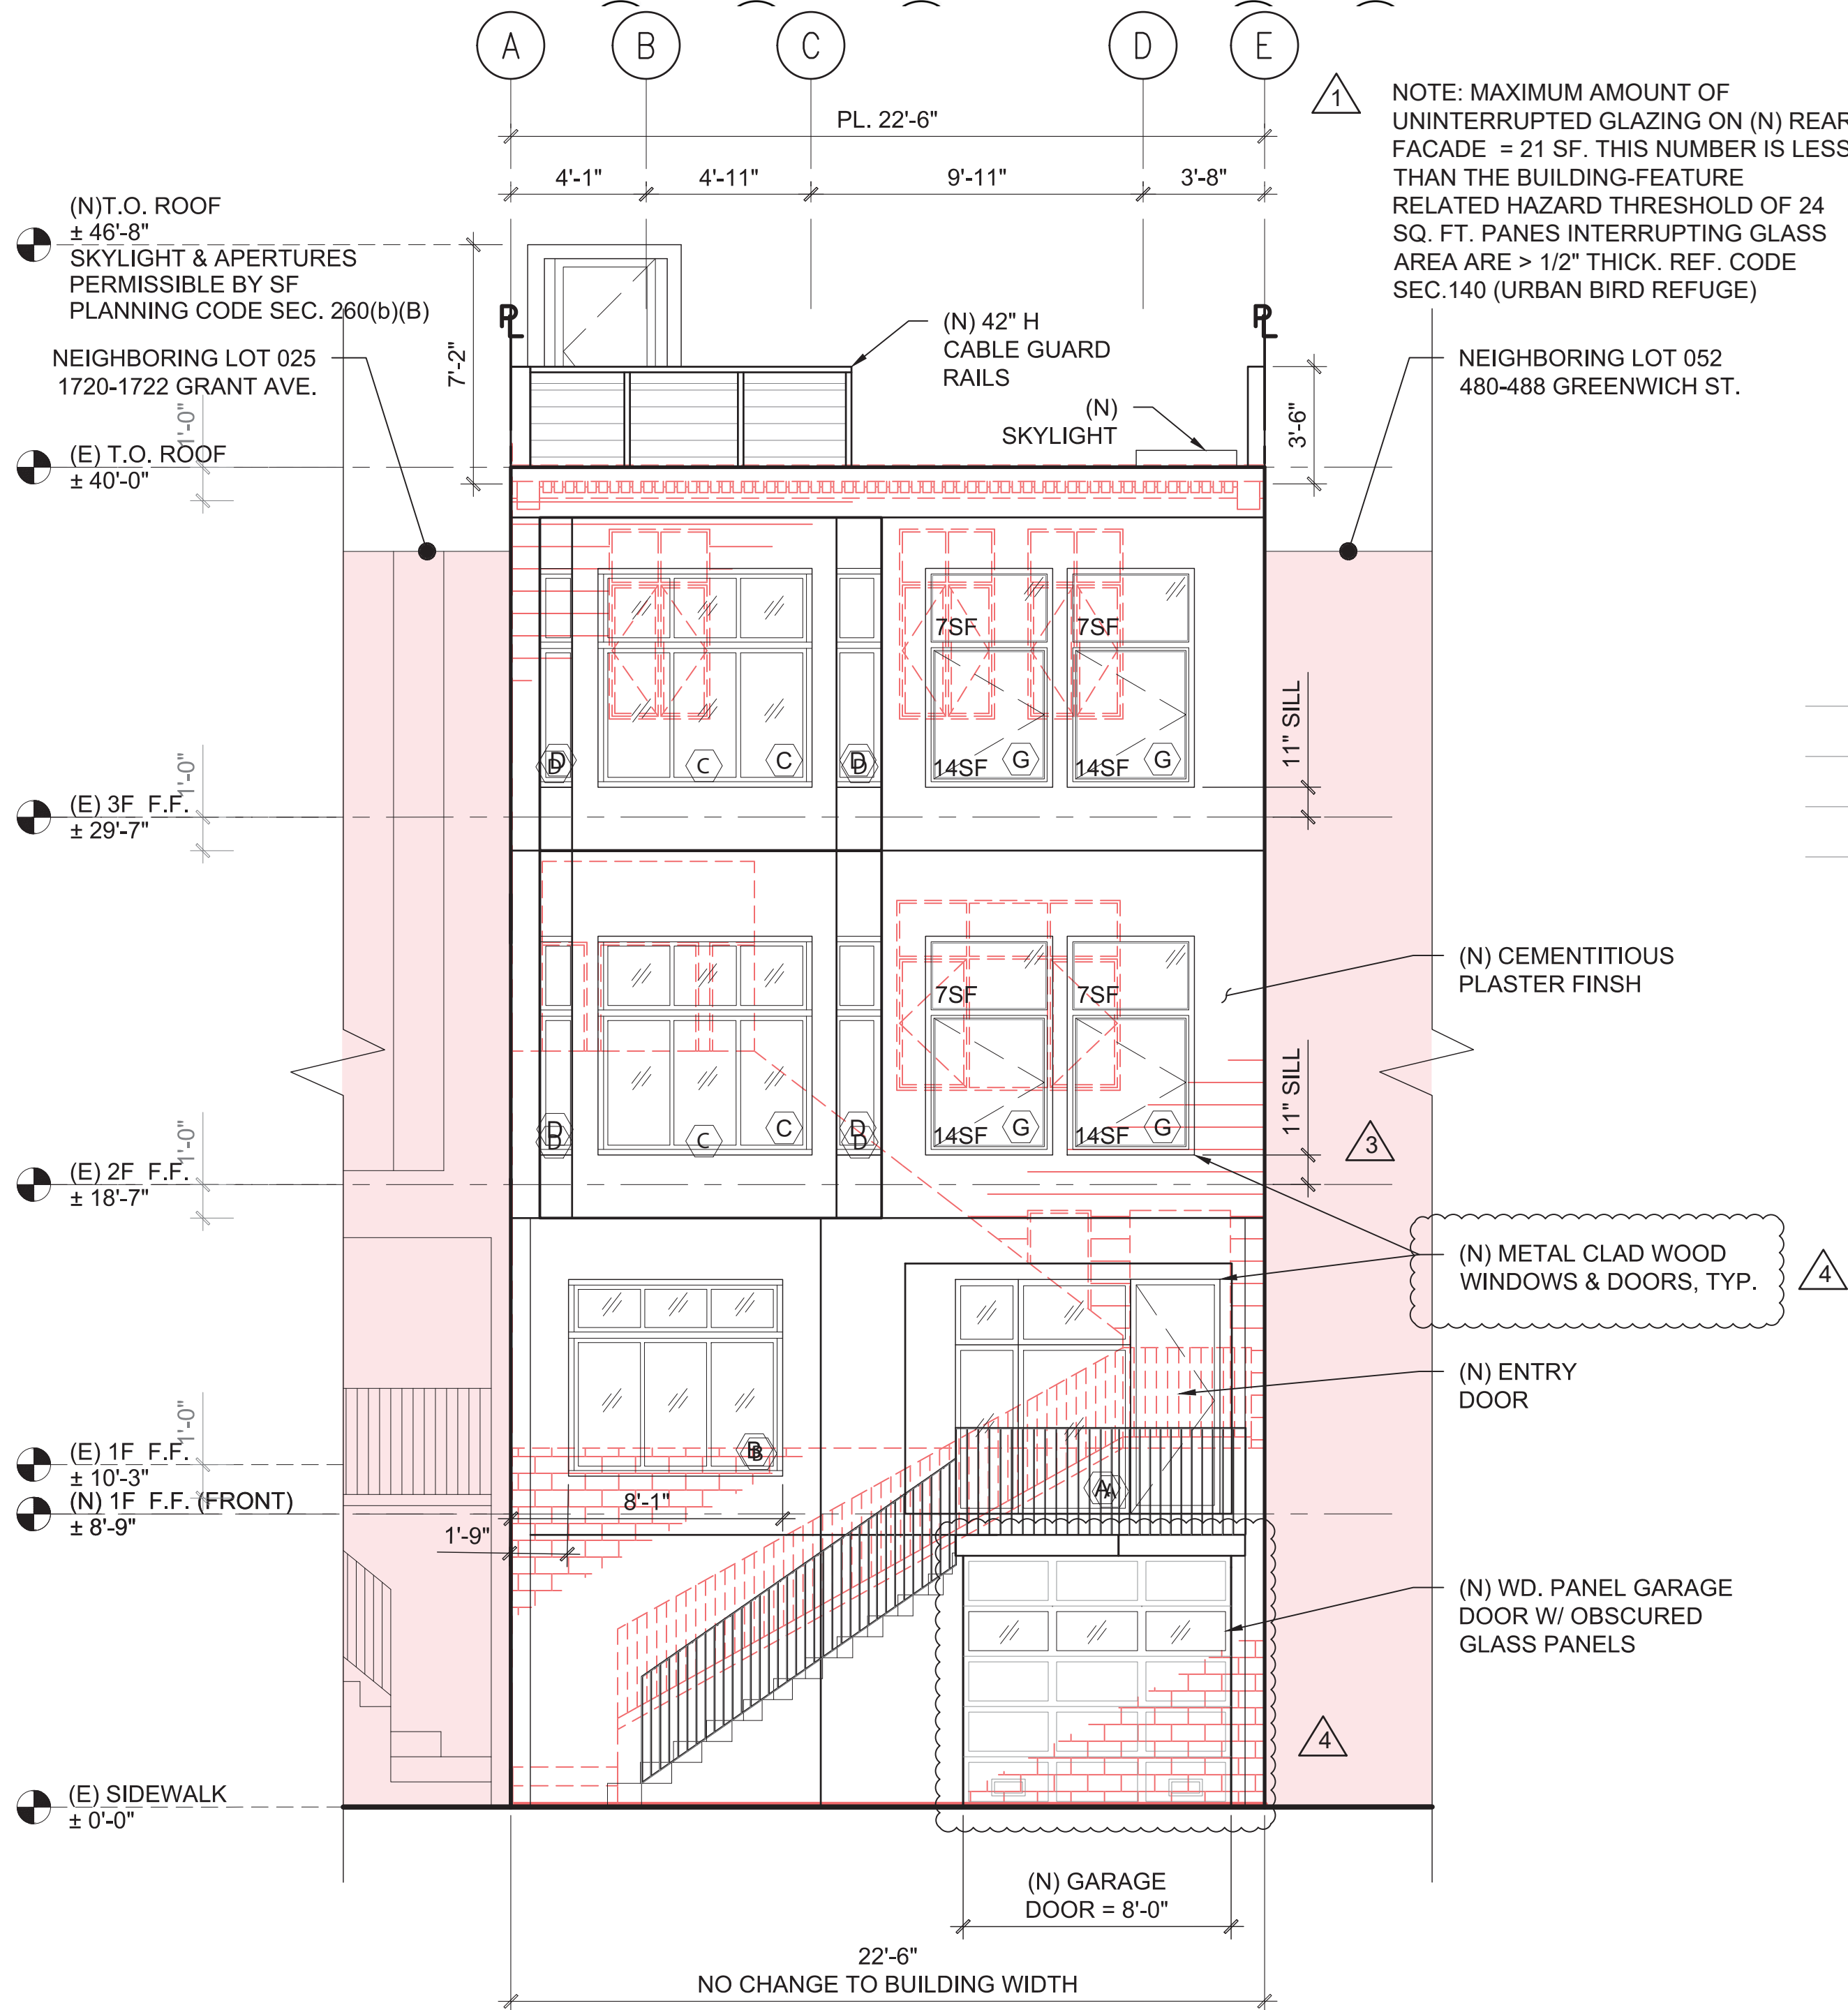 A B C D E
PL. 22'-6"
4'-1" 4'-11" 9'-11" 3'-8"
1
NOTE: MAXIMUM AMOUNT OF
UNINTERRUPTED GLAZING ON (N) REAR
FACADE = 21 SF. THIS NUMBER IS LESS
THAN THE BUILDING-FEATURE
RELATED HAZARD THRESHOLD OF 24
SQ. FT. PANES INTERRUPTING GLASS
AREA ARE > 1/2" THICK. REF. CODE
SEC.140 (URBAN BIRD REFUGE)
(N)T.O. ROOF
± 46'-8"
SKYLIGHT & APERTURES
PERMISSIBLE BY SF
PLANNING CODE SEC. 260(b)(B)
NEIGHBORING LOT 025
1720-1722 GRANT AVE.
7'-2"
PL
PL
(N) 42" H
CABLE GUARD
RAILS
(N)
SKYLIGHT
3'-6"
NEIGHBORING LOT 052
480-488 GREENWICH ST.
1'-0"
(E) T.O. ROOF
± 40'-0"
7SF 7SF
11" SILL
D D C C D D 14SF G 14SF G
1'-0"
(E) 3F F.F.
± 29'-7"
(N) CEMENTITIOUS
PLASTER FINSH
7SF 7SF
11" SILL
D D C C D D 14SF G 14SF G
3
1'-0"
(E) 2F F.F.
± 18'-7"
(N) METAL CLAD WOOD
WINDOWS & DOORS, TYP.
4
(N) ENTRY
DOOR
1'-0"
(E) 1F F.F.
± 10'-3"
B B
A A
(N) 1F F.F. (FRONT)
± 8'-9"
8'-1"
1'-9"
(N) WD. PANEL GARAGE
DOOR W/ OBSCURED
GLASS PANELS
4
(E) SIDEWALK
± 0'-0"
(N) GARAGE
DOOR = 8'-0"
22'-6"
NO CHANGE TO BUILDING WIDTH